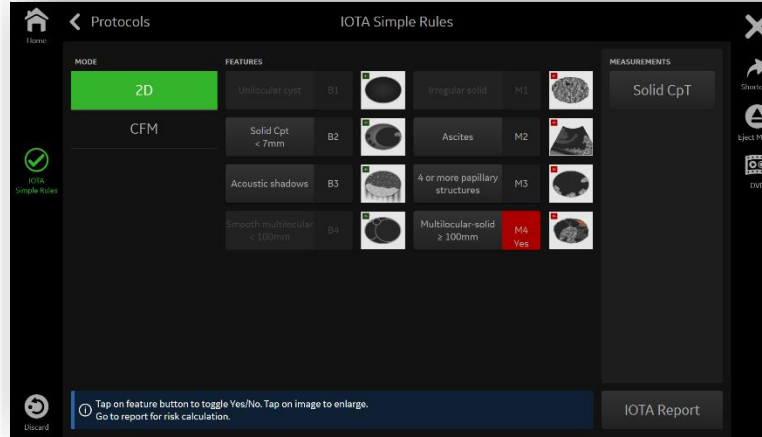 Protocols
IOTA Simple Rules
Home
MODE
FEATURES
MEASUREMENTS
2D
Unilocular cyst B1
Irregular solid M1
Solid CpT
CFM
Solid Cpt
< 7mm
B2
Ascites M2
Acoustic shadows B3
4 or more papillary
structures
M3
Smooth multilocular
< 100mm
B4
Multilocular-solid
≥ 100mm
M4
Yes
IOTA
Simple Rules
Eject M
DVI
Tap on feature button to toggle Yes/No. Tap on image to enlarge.
Go to report for risk calculation.
IOTA Report
Discard